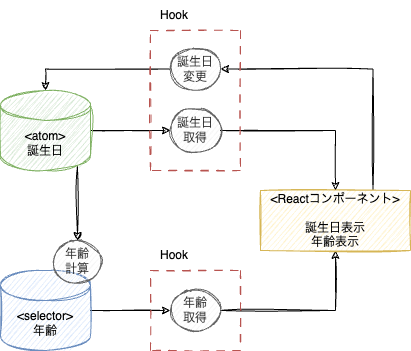 Hook
誕生日
変更
<atom>
誕生日
誕生日
取得
<Reactコンポーネント>
誕生日表示
年齢表示
年齢
計算
Hook
<selector>
年齢
年齢
取得